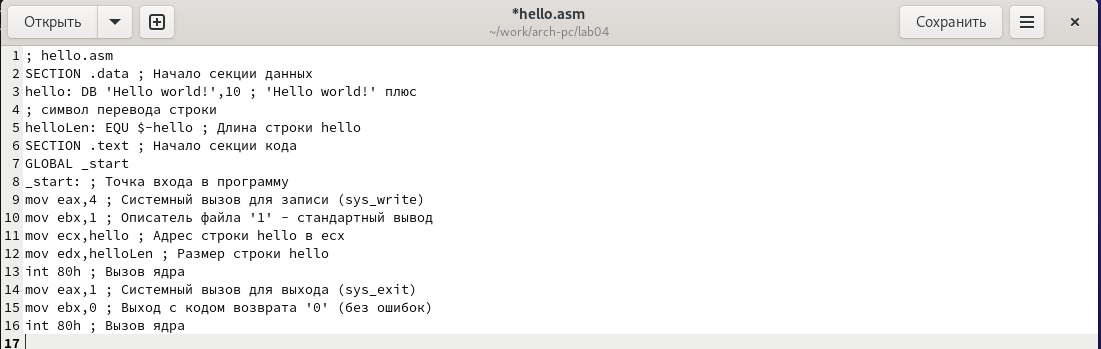 Открыть
*hello.asm
~/work/arch-pc/lab04
Сохранить
1 ; hello.asm
2 SECTION .data ; Начало секции данных
3 hello: DB 'Hello world!',10 ; 'Hello world!' плюс
4 ; символ перевода строки
5 helloLen: EQU $-hello ; Длина строки hello
6 SECTION .text ; Начало секции кода
7 GLOBAL _start
8 _start: ; Точка входа в программу
9 mov eax,4 ; Системный вызов для записи (sys_write)
10 mov ebx,1 ; Описатель файла '1' - стандартный вывод
11 mov ecx,hello ; Адрес строки hello в ecx
12 mov edx,helloLen ; Размер строки hello
13 int 80h ; Вызов ядра
14 mov eax,1 ; Системный вызов для выхода (sys_exit)
15 mov ebx,0 ; Выход с кодом возврата '0' (без ошибок)
16 int 80h ; Вызов ядра
17